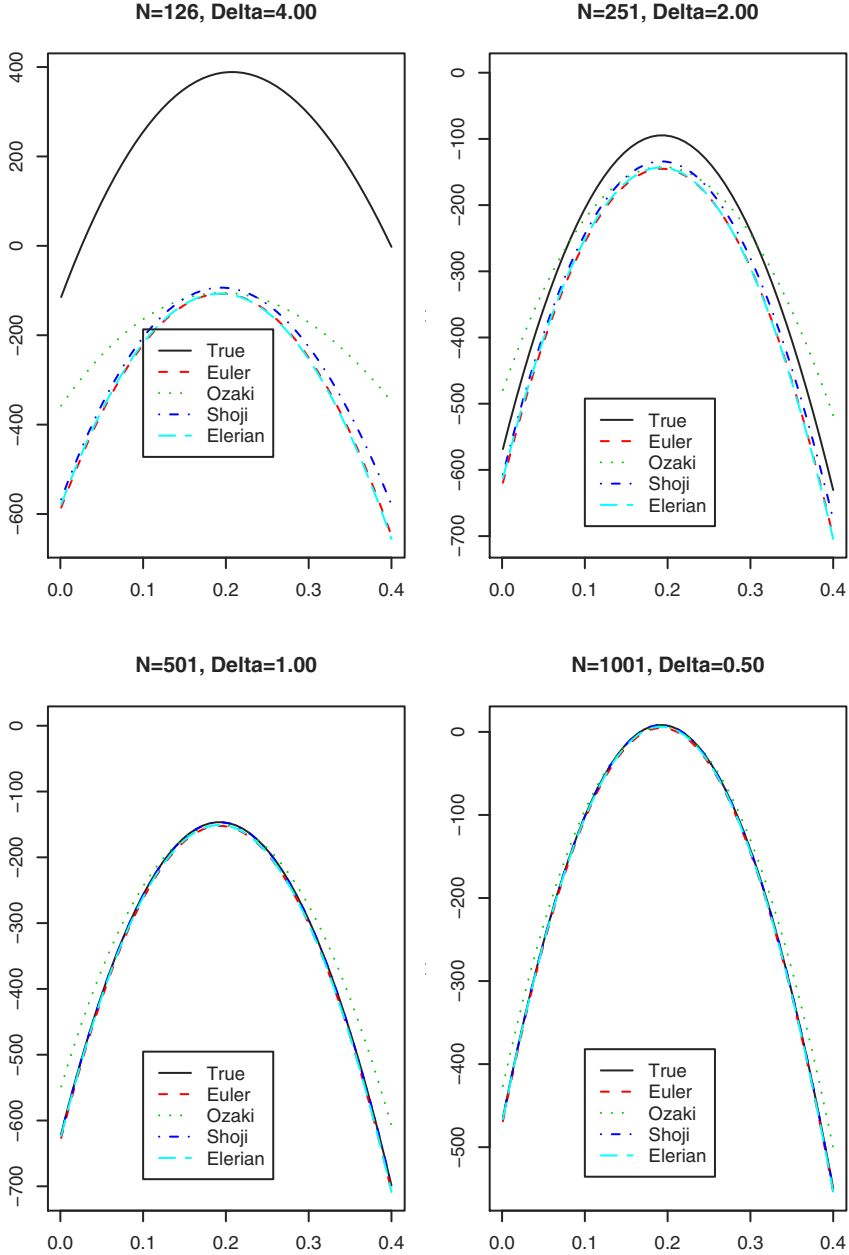 N=126, Delta=4.00
400
200
0
−200
−400
−600
True
Euler
Ozaki
Shoji
Elerian
0.0 0.1 0.2 0.3 0.4
N=251, Delta=2.00
0
−100
−200
−300
−400
−500
−600
−700
True
Euler
Ozaki
Shoji
Elerian
0.0 0.1 0.2 0.3 0.4
N=501, Delta=1.00
0
−100
−200
−300
−400
−500
−600
−700
True
Euler
Ozaki
Shoji
Elerian
0.0 0.1 0.2 0.3 0.4
N=1001, Delta=0.50
0
−100
−200
−300
−400
−500
True
Euler
Ozaki
Shoji
Elerian
0.0 0.1 0.2 0.3 0.4